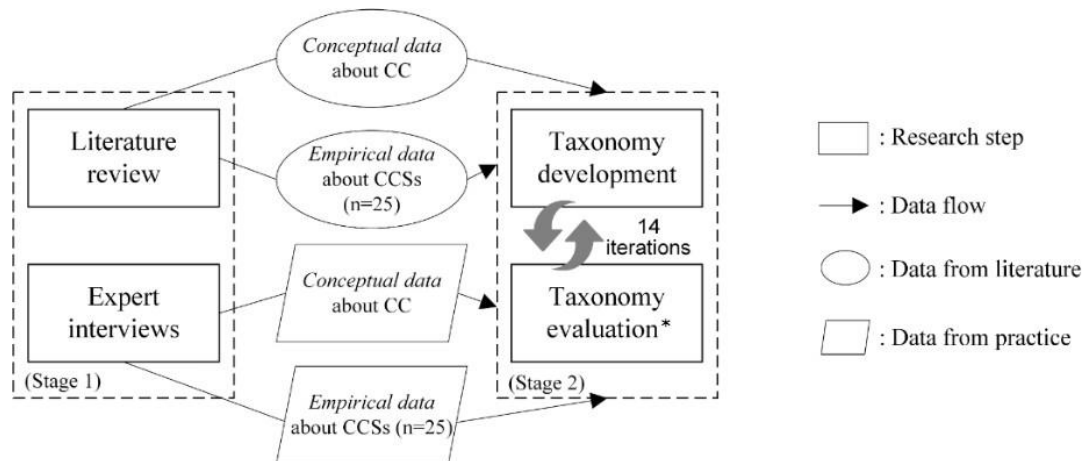 Conceptual data
about CC
Literature
review
Empirical data
about CCSs
(n=25)
Taxonomy
development
14
iterations
Expert
interviews
Conceptual data
about CC
Taxonomy
evaluation*
(Stage 1)
(Stage 2)
Empirical data
about CCSs (n=25)
: Research step
: Data flow
: Data from literature
: Data from practice